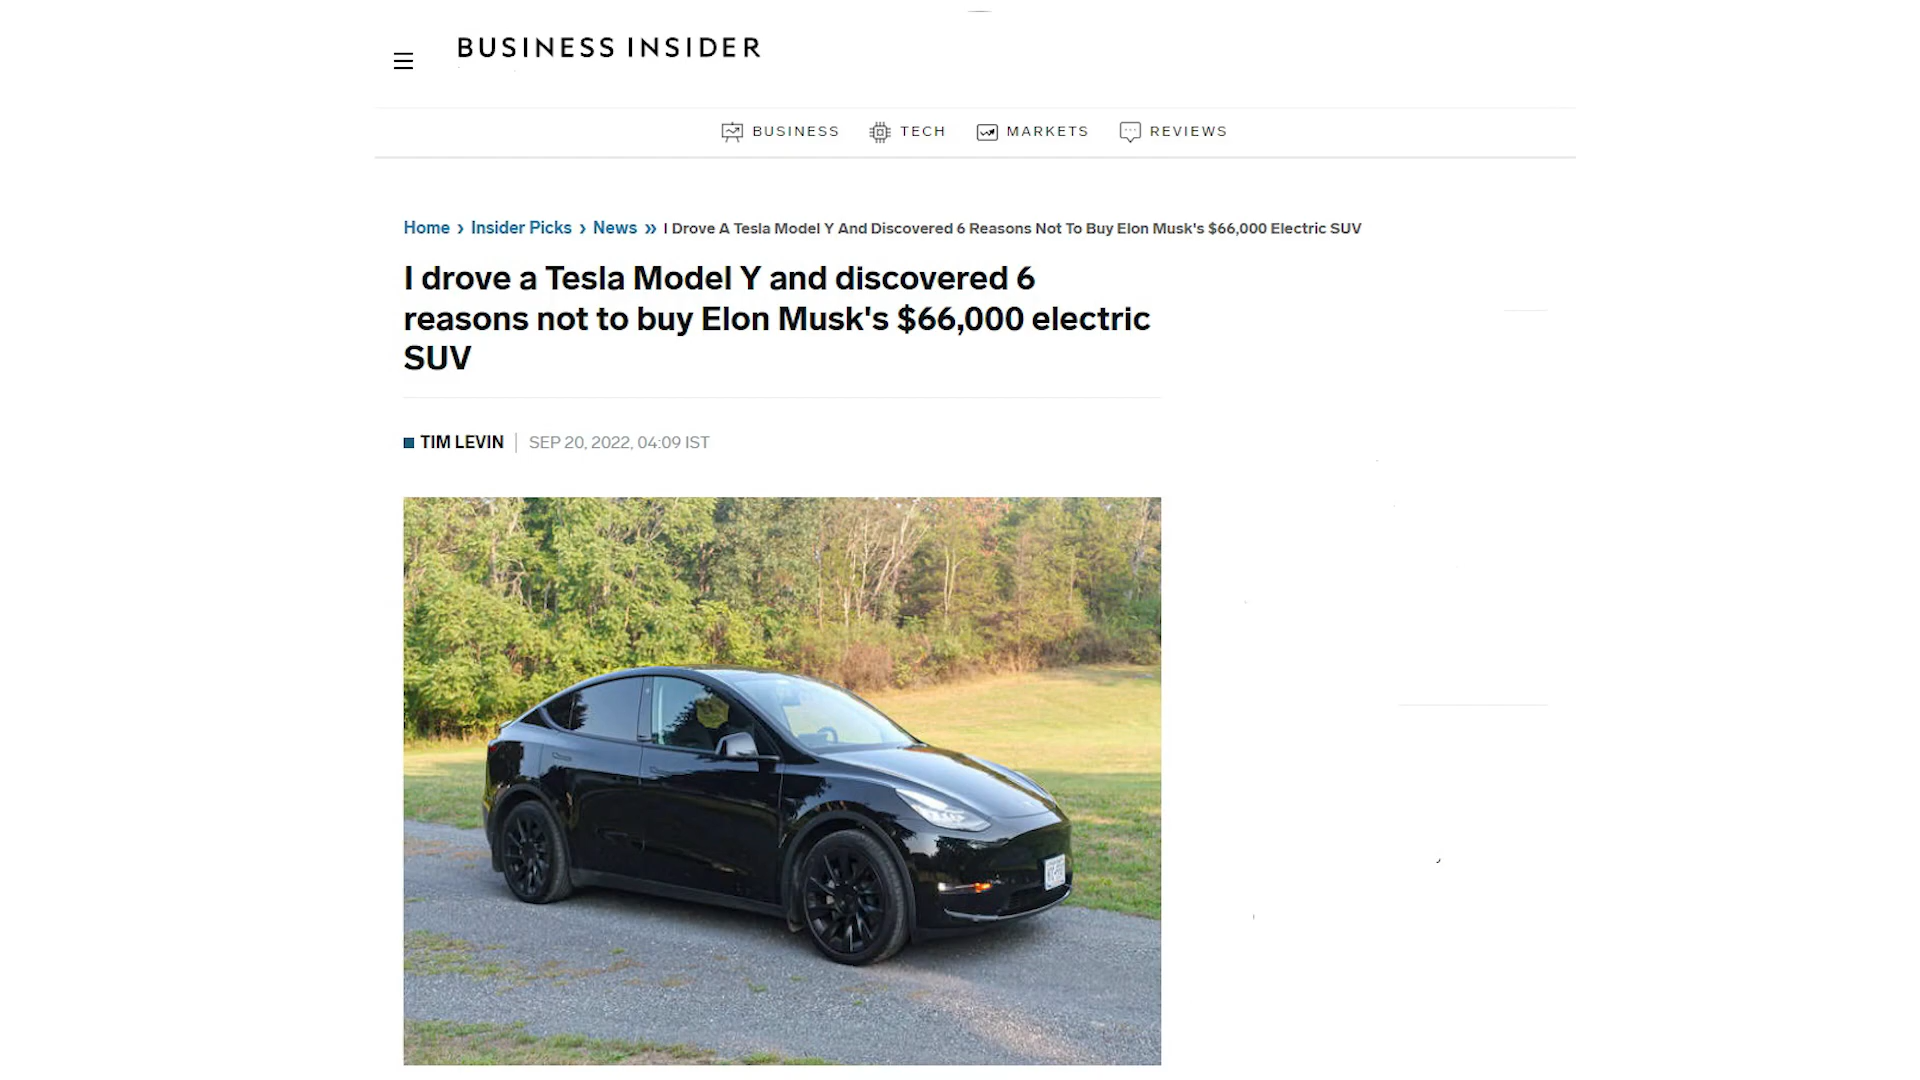 BUSINESS INSIDER
BUSINESS TECH MARKETS REVIEWS
Home › Insider Picks › News » I Drove A Tesla Model Y And Discovered 6 Reasons Not To Buy Elon Musk's $66,000 Electric SUV
I drove a Tesla Model Y and discovered 6
reasons not to buy Elon Musk's $66,000 electric
SUV
TIM LEVIN | SEP 20, 2022, 04:09 IST